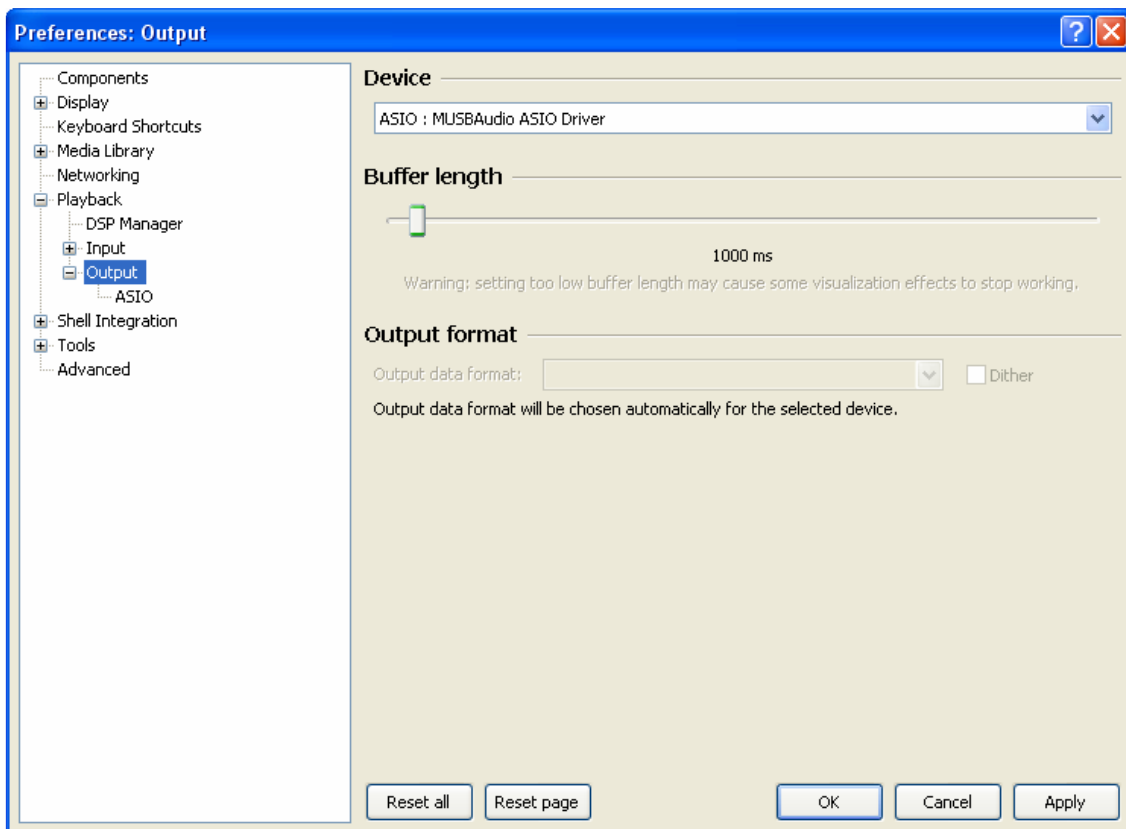 Preferences: Output
Components
Display
Keyboard Shortcuts
Media Library
Networking
Playback
DSP Manager
Input
Output
ASIO
Shell Integration
Tools
Advanced
Device
ASIO : MUSBAudio ASIO Driver
Buffer length
1000 ms
Warning: setting too low buffer length may cause some visualization effects to stop working.
Output format
Output data format:
Dither
Output data format will be chosen automatically for the selected device.
Reset all
Reset page
OK
Cancel
Apply